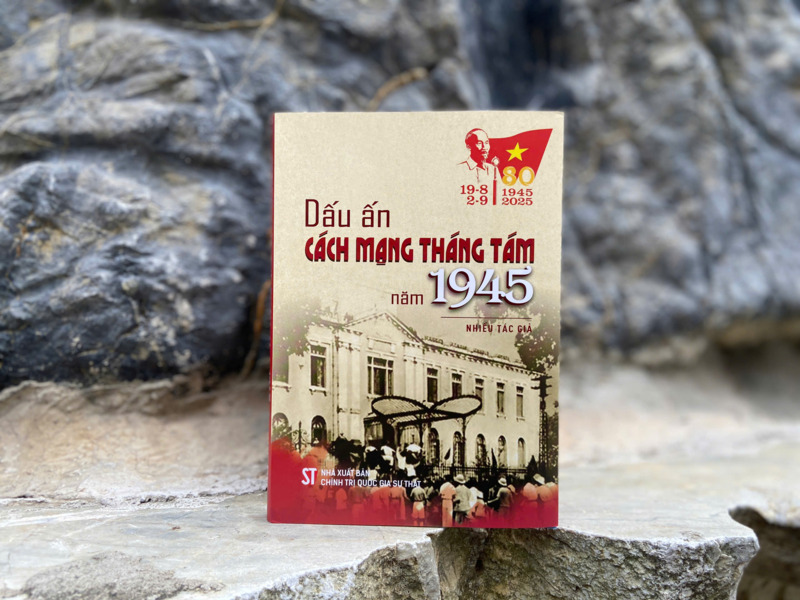 80
19-8 1945
2-9 2025
Dấu ấn
CÁCH MẠNG THÁNG TÁM
năm 1945
NHIỀU TÁC GIẢ
ST
NHÀ XUẤT BẢN
CHÍNH TRỊ QUỐC GIA SỰ THẬT